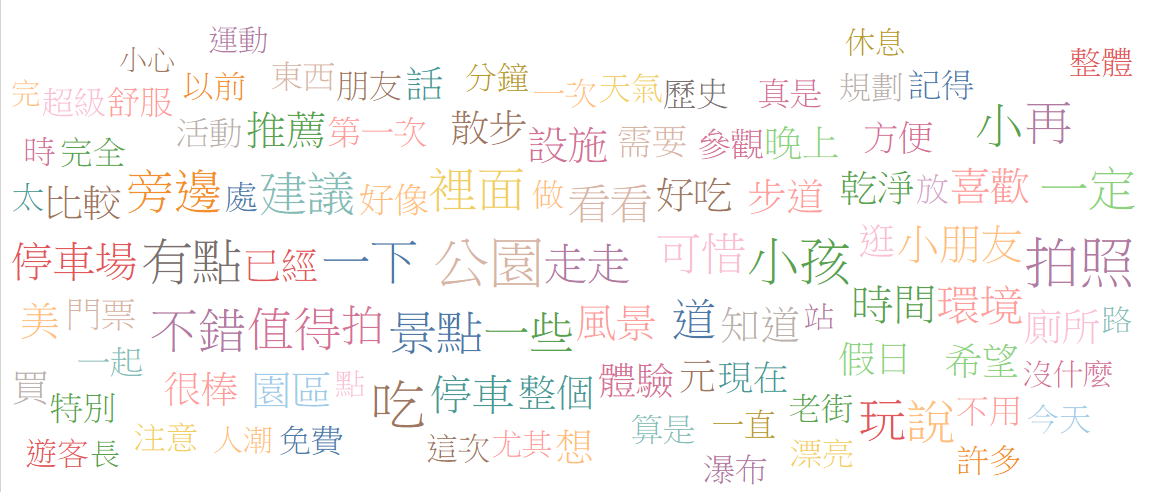 運動 休息
小心 整體
完 超級 舒服 以前 東西 朋友 話 分鐘 一次 天氣 歷史 真是 規劃 記得
活動 推薦 第一次 散步 設施 需要 參觀 晚上 方便 小 再
時 完全
太 比較 旁邊 處 建議 好像 裡面 做 看看 好吃 步道 乾淨 放 喜歡 一定
停車場 有點 已經 一下 公園 走走 可惜 小孩 逛 小朋友 拍照
美 門票 不錯 值得 拍 景點 一些 風景 道 知道 站 時間 環境 廁所 路
一起 假日 希望 沒什麼
買 特別 很棒 園區 點 吃 停車 整個 體驗 元 現在
老街 玩 說 不用 今天
遊客 長 注意 人潮 免費 這次 尤其 想 算是 一直 漂亮 許多
瀑布